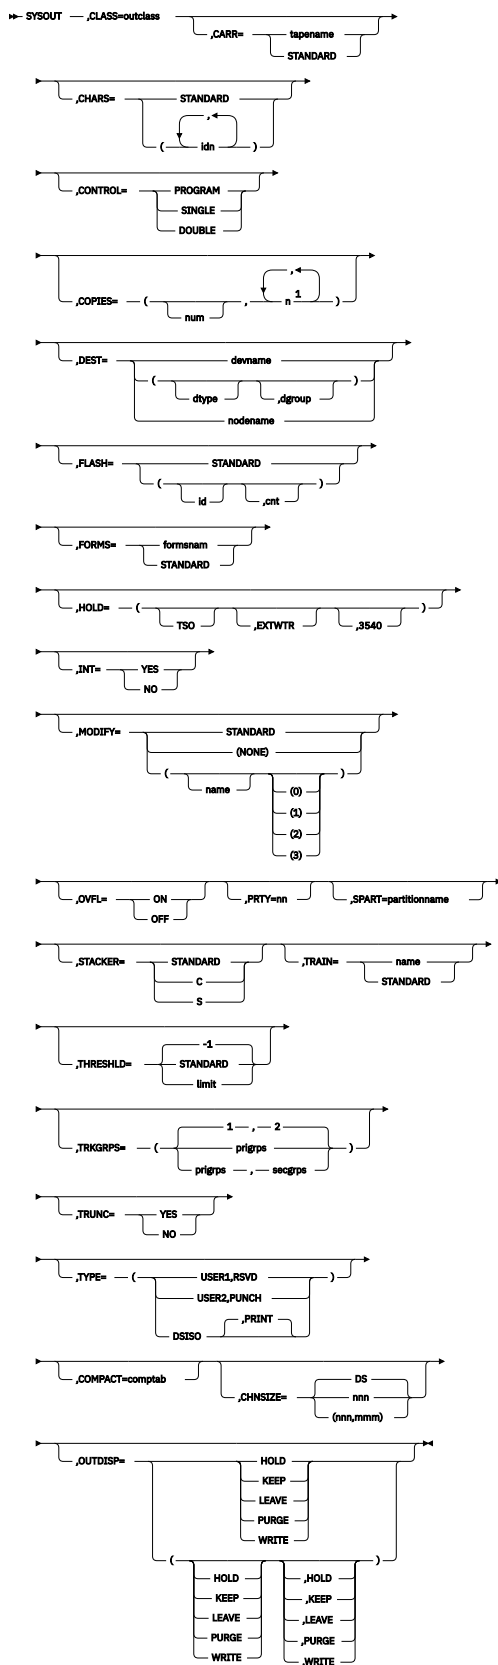 SYSOUT ,CLASS=outclass ,CARR= tapename
STANDARD
,CHARS= STANDARD
,
( idn )
,CONTROL= PROGRAM
SINGLE
DOUBLE
,COPIES= ( num , , n 1 )
,DEST= devname
( dtype ,dgroup )
nodename
,FLASH= STANDARD
( id ,cnt )
,FORMS= formsnam
STANDARD
,HOLD= ( TSO ,EXTWTR ,3540 )
,INT= YES
NO
,MODIFY= STANDARD
(NONE)
( name (0) )
(1)
(2)
(3)
,OVFL= ON ,PRTY=nn ,SPART=partitionname
OFF
,STACKER= STANDARD ,TRAIN= name
C STANDARD
S
-1
,THRESHLD= STANDARD
limit
1 , 2
,TRKGRPS= ( prigrps )
prigrps , secgrps
,TRUNC= YES
NO
,TYPE= ( USER1,RSVD )
USER2,PUNCH
,PRINT
DSISO
DS
,COMPACT=comptab ,CHNSIZE= nnn
(nnn,mmm)
,OUTDISP= HOLD
KEEP
LEAVE
PURGE
WRITE
( )
HOLD ,HOLD
KEEP ,KEEP
LEAVE ,LEAVE
PURGE ,PURGE
WRITE ,WRITE